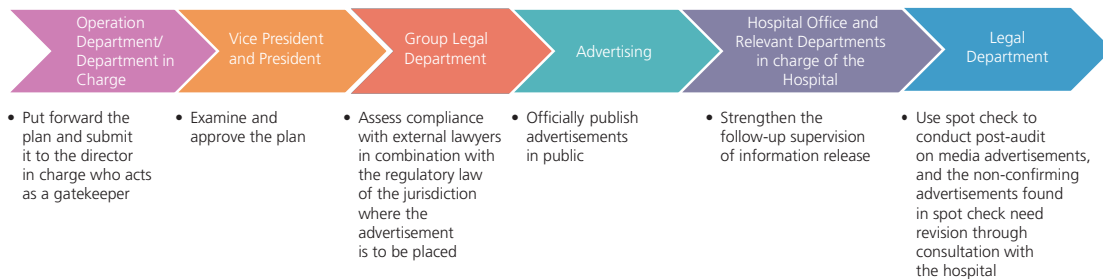 Operation
Department/
Department in
Charge
Vice President
and President
Group Legal
Department
Advertising
Hospital Office and
Relevant Departments
in charge of the
Hospital
Legal
Department
• Put forward the
plan and submit
it to the director
in charge who acts
as a gatekeeper
• Examine and
approve the plan
• Assess compliance
with external lawyers
in combination with
the regulatory law
of the jurisdiction
where the
advertisement
is to be placed
• Officially publish
advertisements
in public
• Strengthen the
follow-up supervision
of information release
• Use spot check to
conduct post-audit
on media advertisements,
and the non-confirming
advertisements found
in spot check need
revision through
consultation with
the hospital